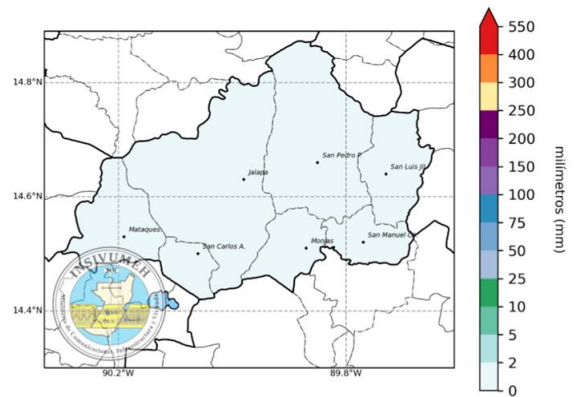 14.8°N
14.6°N
14.4°N
90.2°W
89.8°W
San Pedro P.
Jalapa
San Luis Jil
Mataques
San Carlos A.
Monjas
San Manuel C
INSIVUMEH
550
400
300
250
200
150
100
75
50
25
10
5
2
0
milímetros (mm)